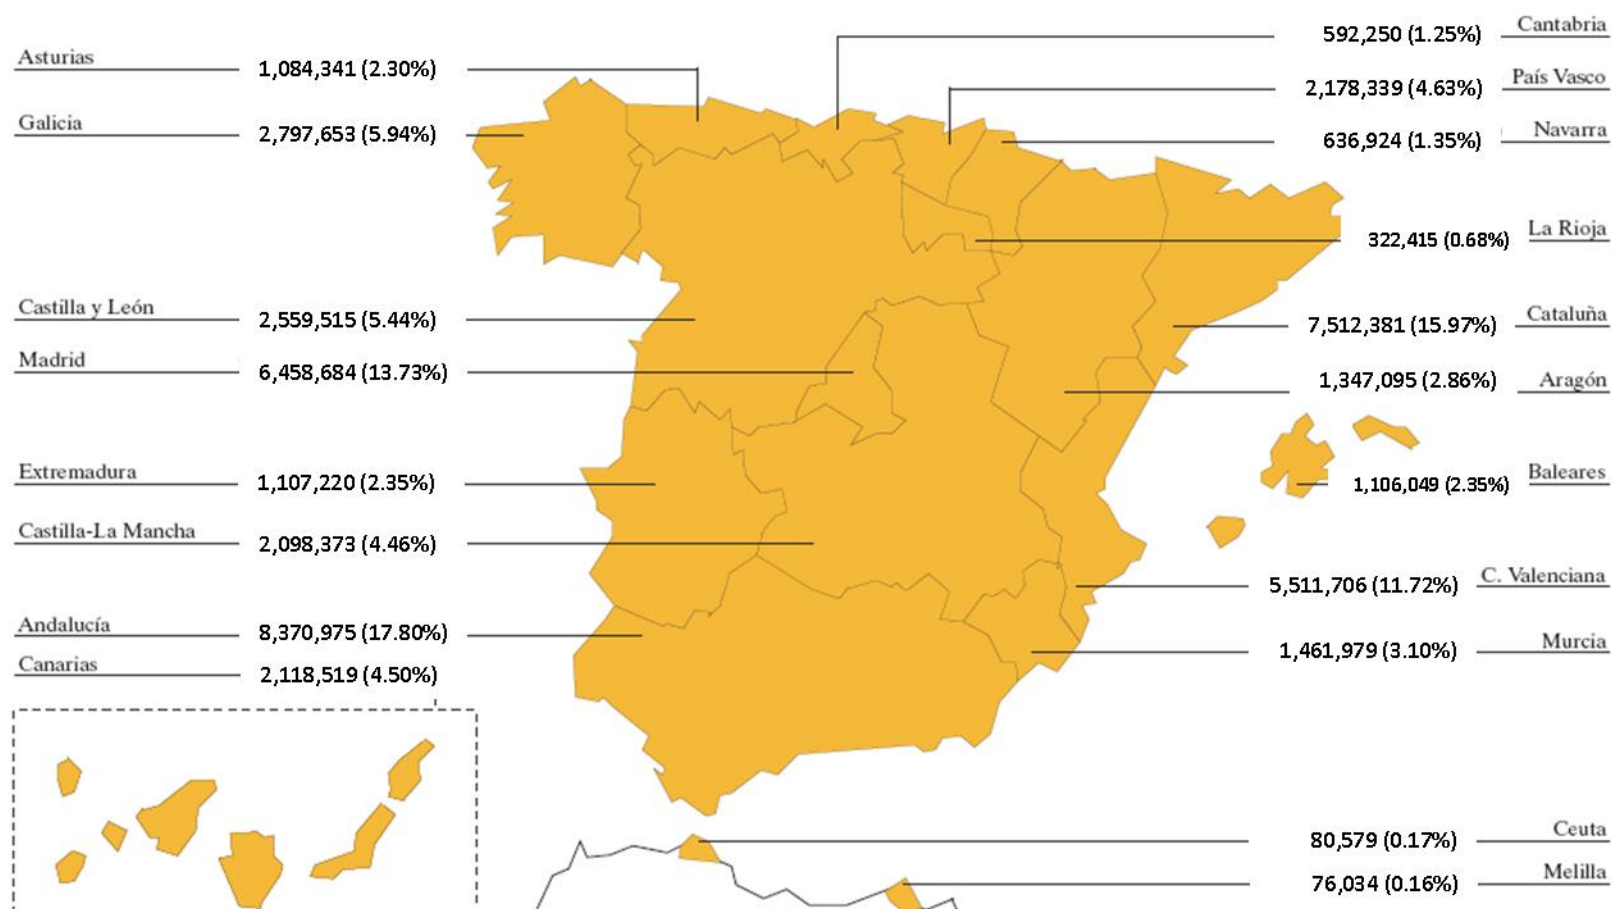 Asturias 1,084,341 (2.30%)
Galicia 2,797,653 (5.94%)
Castilla y León 2,559,515 (5.44%)
Madrid 6,458,684 (13.73%)
Extremadura 1,107,220 (2.35%)
Castilla-La Mancha 2,098,373 (4.46%)
Andalucía 8,370,975 (17.80%)
Canarias 2,118,519 (4.50%)
592,250 (1.25%) Cantabria
2,178,339 (4.63%) País Vasco
636,924 (1.35%) Navarra
322,415 (0.68%) La Rioja
7,512,381 (15.97%) Cataluña
1,347,095 (2.86%) Aragón
1,106,049 (2.35%) Baleares
5,511,706 (11.72%) C. Valenciana
1,461,979 (3.10%) Murcia
80,579 (0.17%) Ceuta
76,034 (0.16%) Melilla